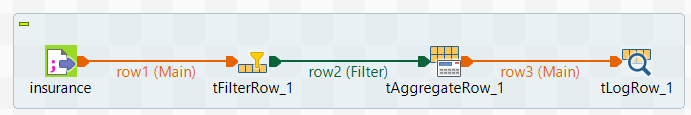 row1 (Main)
row2 (Filter)
row3 (Main)
insurance
tFilterRow_1
tAggregateRow_1
tLogRow_1